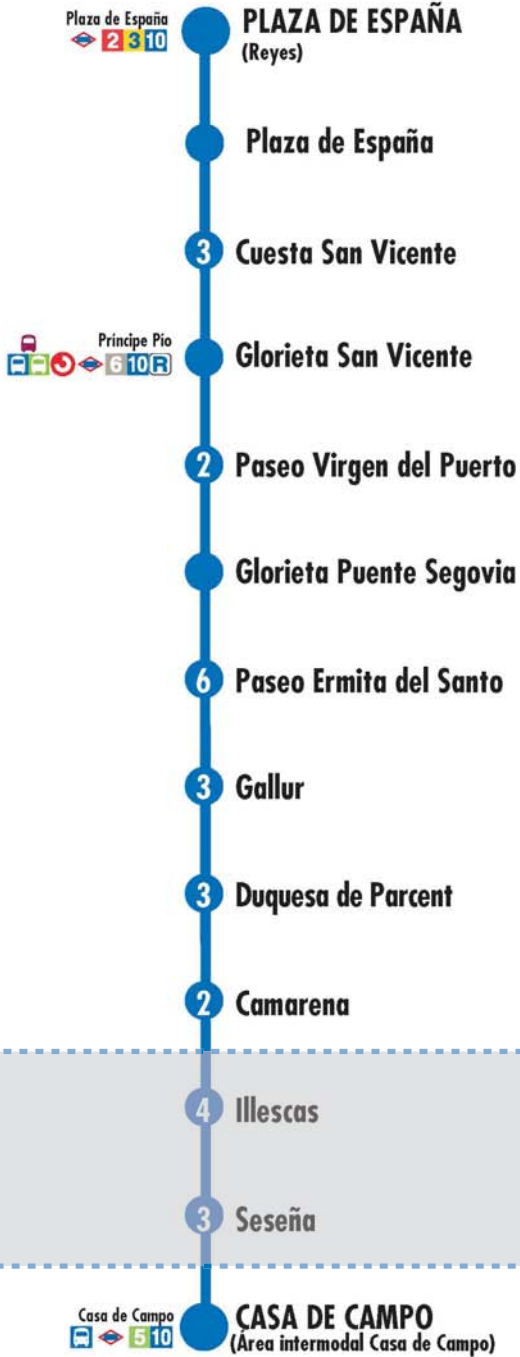 Plaza de España
2 3 10
PLAZA DE ESPAÑA
(Reyes)
Plaza de España
3 Cuesta San Vicente
Príncipe Pío
6 10 R
Glorieta San Vicente
2 Paseo Virgen del Puerto
Glorieta Puente Segovia
6 Paseo Ermita del Santo
3 Gallur
3 Duquesa de Parcent
2 Camarena
4 Illescas
3 Seseña
Casa de Campo
5 10
CASA DE CAMPO
(Área intermodal Casa de Campo)